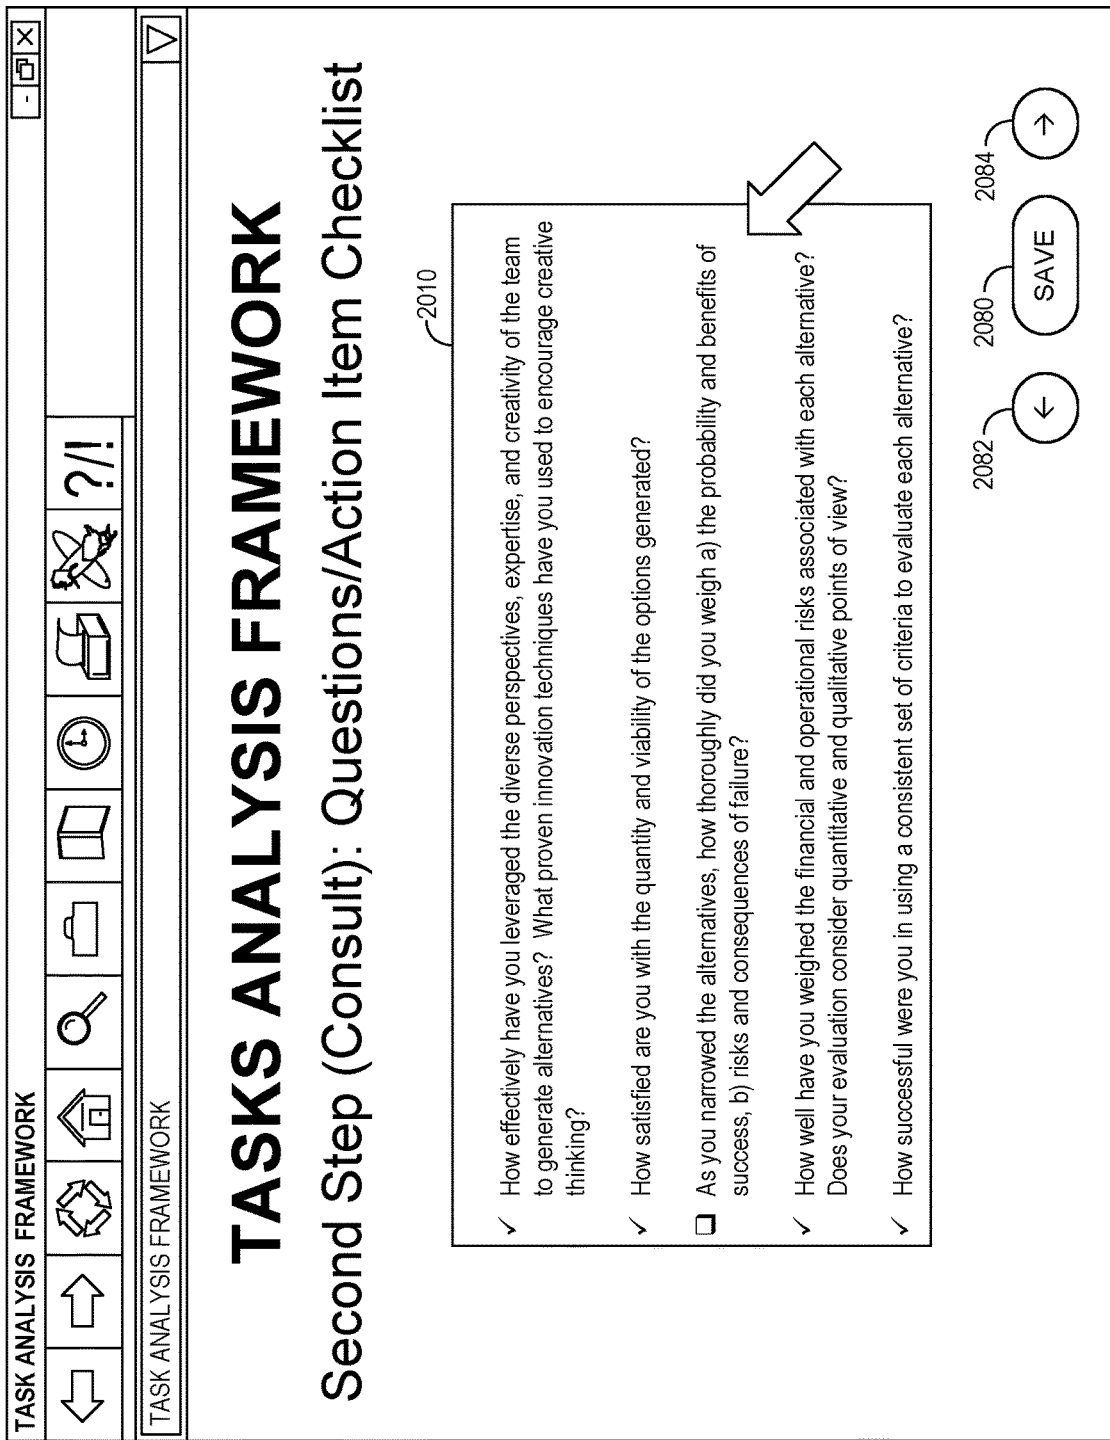 TASK ANALYSIS FRAMEWORK
- X
??/!
TASK ANALYSIS FRAMEWORK
TASKS ANALYSIS FRAMEWORK
Second Step (Consult): Questions/Action Item Checklist
2010
✓ How effectively have you leveraged the diverse perspectives, expertise, and creativity of the team
to generate alternatives? What proven innovation techniques have you used to encourage creative
thinking?
✓ How satisfied are you with the quantity and viability of the options generated?
❑ As you narrowed the alternatives, how thoroughly did you weigh a) the probability and benefits of
success, b) risks and consequences of failure?
✓ How well have you weighed the financial and operational risks associated with each alternative?
Does your evaluation consider quantitative and qualitative points of view?
✓ How successful were you in using a consistent set of criteria to evaluate each alternative?
2082 2080 2084
← SAVE →